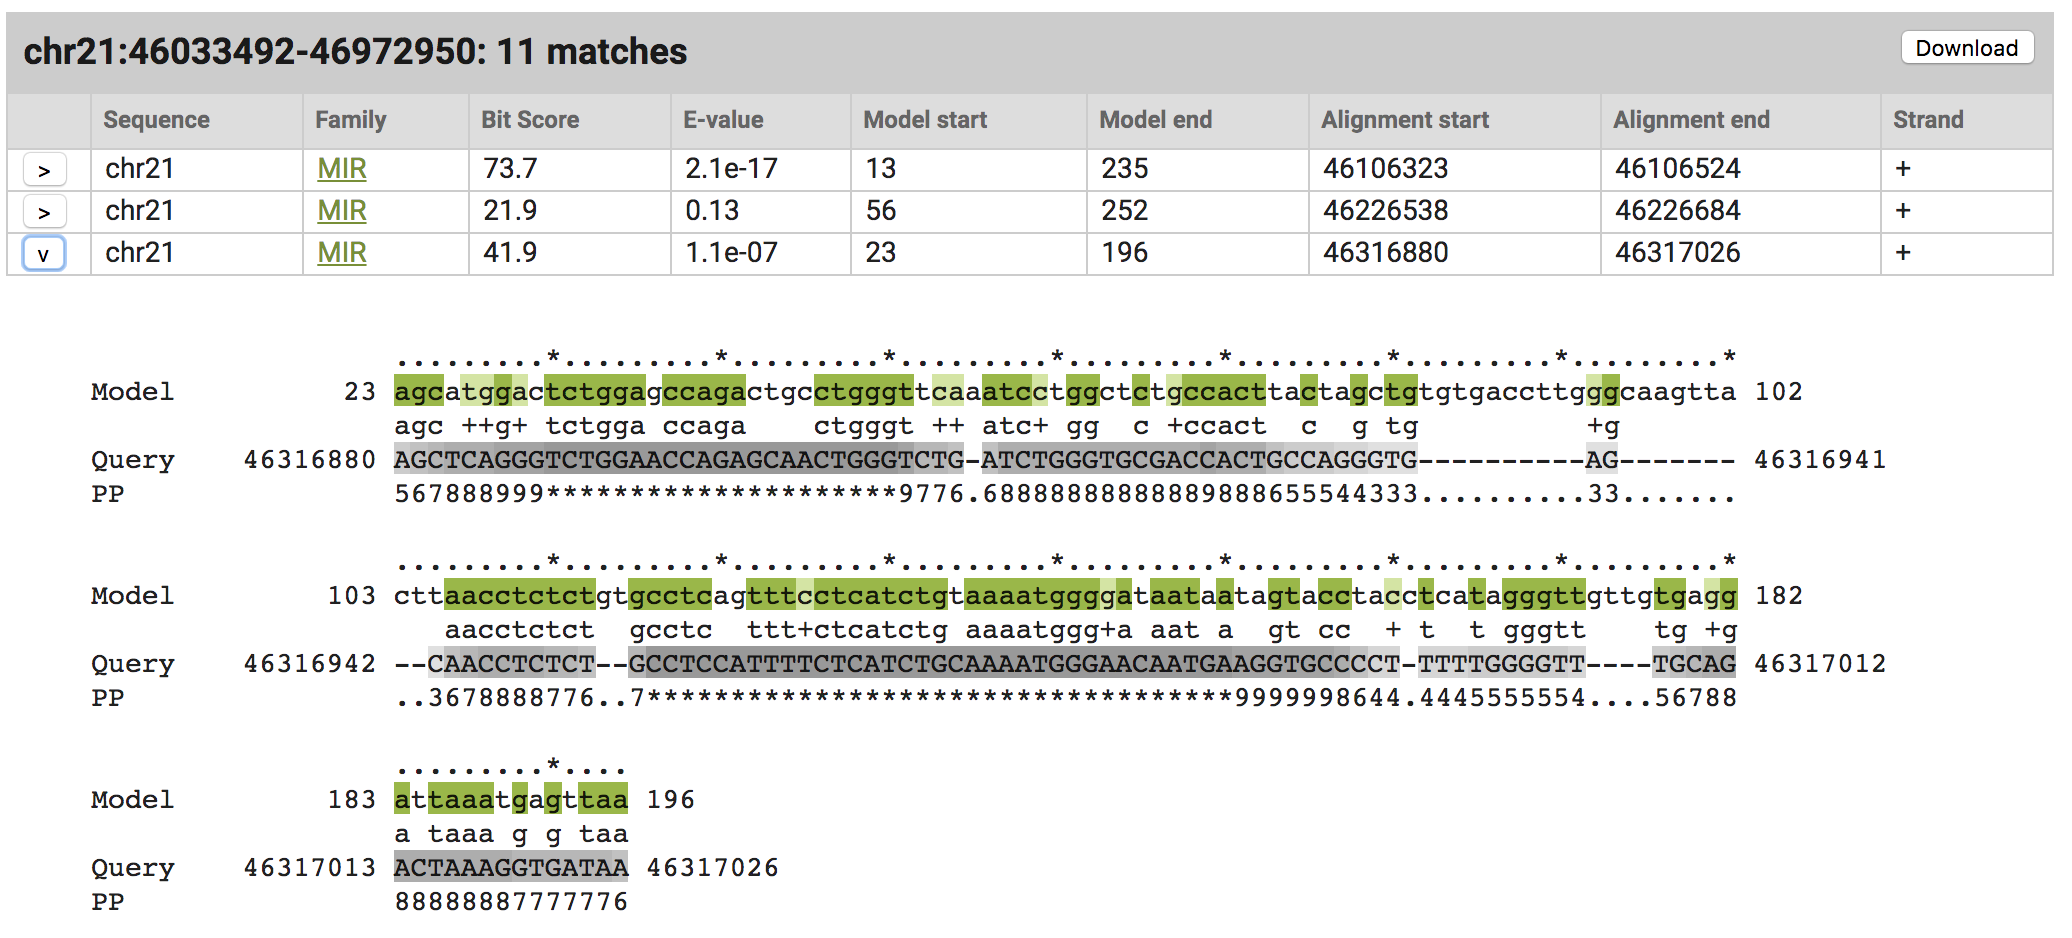 chr21:46033492-46972950: 11 matches
Download
Sequence Family Bit Score E-value Model start Model end Alignment start Alignment end Strand
> chr21 MIR 73.7 2.1e-17 13 235 46106323 46106524 +
> chr21 MIR 21.9 0.13 56 252 46226538 46226684 +
v chr21 MIR 41.9 1.1e-07 23 196 46316880 46317026 +
.........*.........*.........*.........*.........*.........*.........*.........*
Model 23 agcatggactctggagccagactgcctgggttcaaatcctggctctgccacttactagctgtgtgaccttgggcaagtta 102
agc ++g+ tctgga ccaga    ctgggt ++ atc+ gg  c +ccact  c  g tg          +g
Query 46316880 AGCTCAGGGTCTGGAACCAGAGCAACTGGGTCTG-ATCTGGGTGCGACCACTGCCAGGGTG----------AG------- 46316941
PP 567888999*********************9776.68888888888889888655544333..........33.......
.........*.........*.........*.........*.........*.........*.........*.........*
Model 103 cttaacctctctgtgcctcagtttcctcatctgtaaaatggggataataatagtacctacctcatagggttgttgtgagg 182
aacctctct  gcctc  ttt+ctcatctg aaaatggg+a aat a  gt cc  + t  t gggtt    tg +g
Query 46316942 --CAACCTCTCT--GCCTCCATTTTCTCATCTGCAAAATGGGAACAATGAAGGTGCCCCT-TTTTGGGGTT----TGCAG 46317012
PP ..3678888776..7***********************************9999998644.4445555554....56788
.........*....
Model 183 attaaatgagttaa 196
a taaa g g taa
Query 46317013 ACTAAAGGTGATAA 46317026
PP 88888887777776